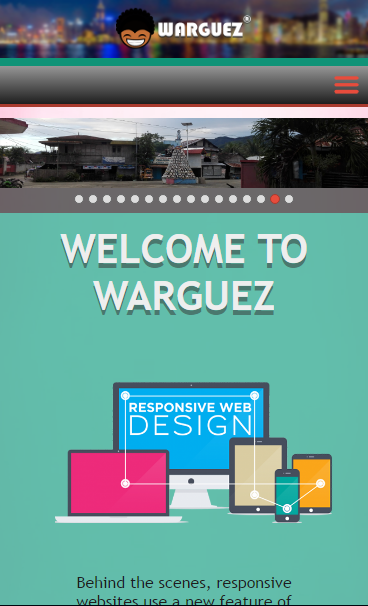 WARGUEZ®
WELCOME TO
WARGUEZ
RESPONSIVE WEB
DESIGN
Behind the scenes, responsive
websites use a new feature of